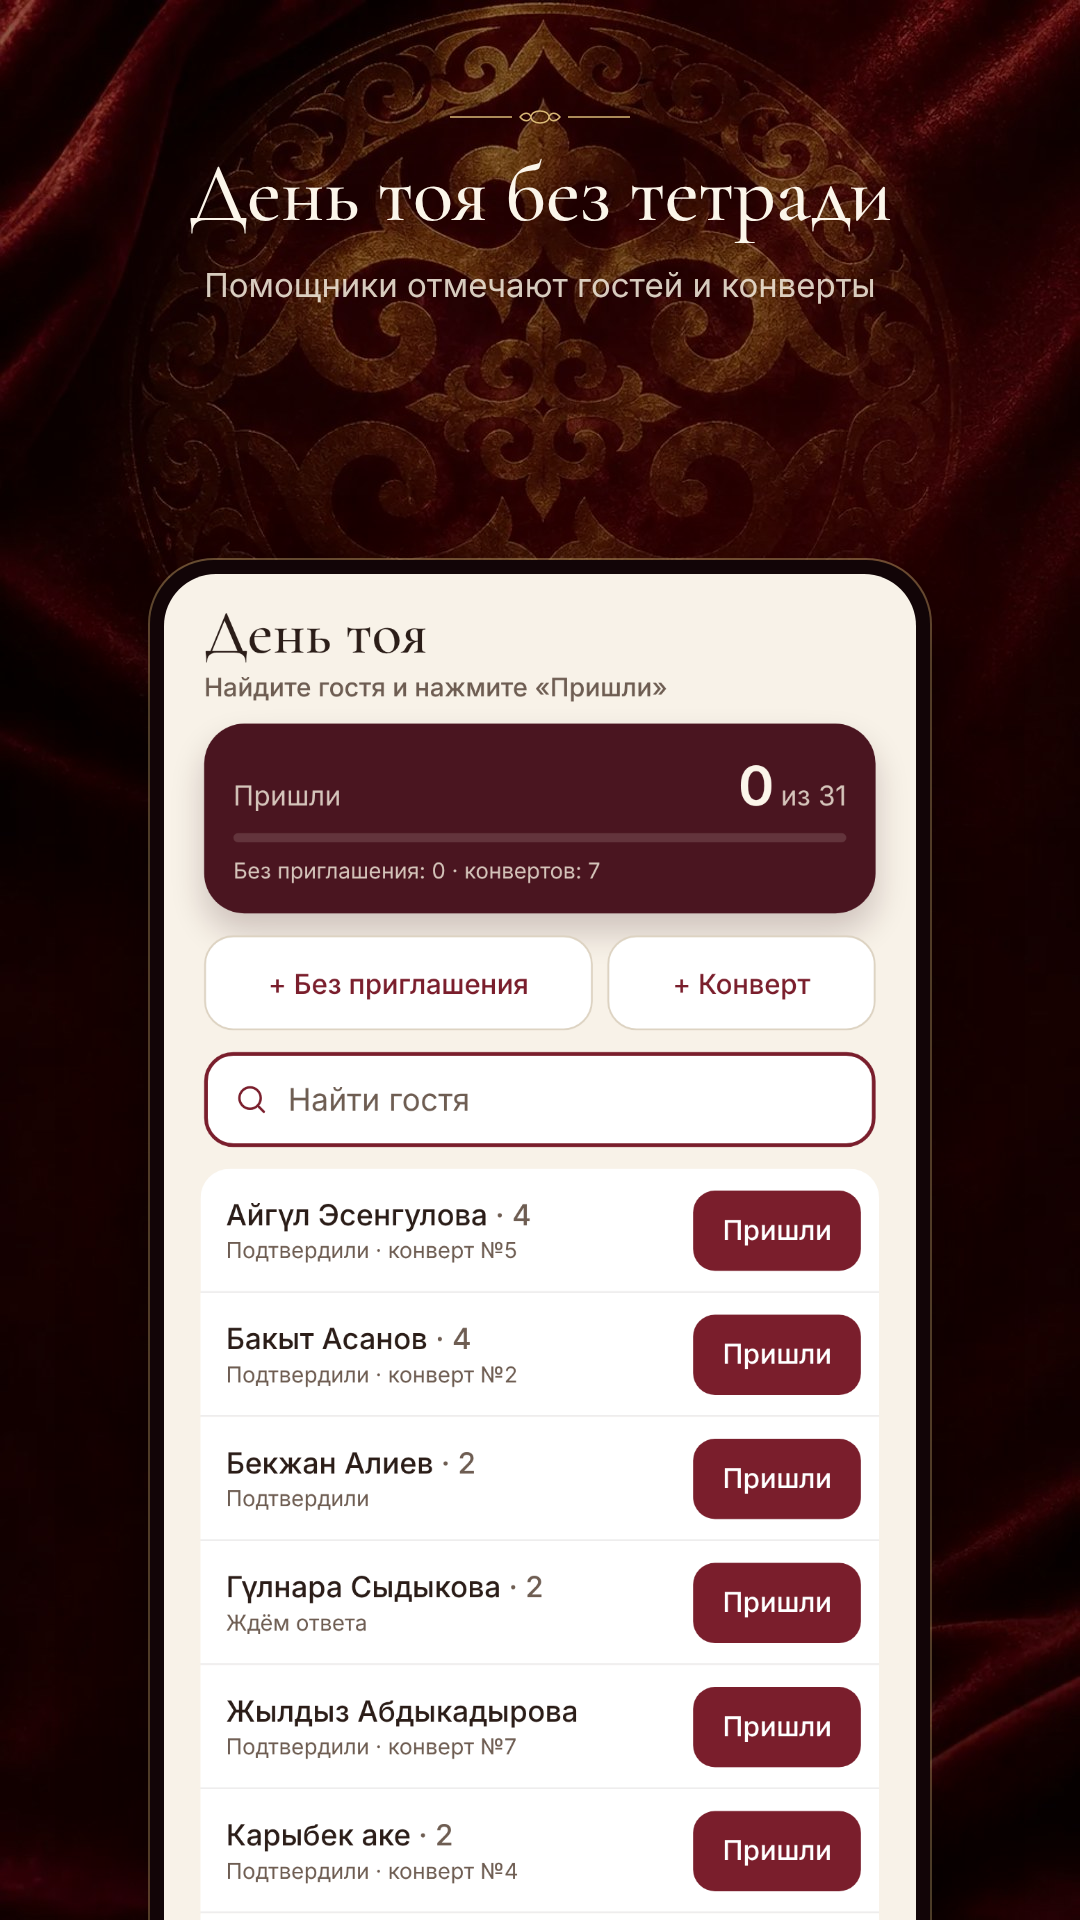 День тоя без тетради
Помощники отмечают гостей и конверты
День тоя
Найдите гостя и нажмите «Пришли»
Пришли 0 из 31
Без приглашения: 0 · конвертов: 7
+ Без приглашения + Конверт
Найти гостя
Айгүл Эсенгулова · 4 Пришли
Подтвердили · конверт №5
Бакыт Асанов · 4 Пришли
Подтвердили · конверт №2
Бекжан Алиев · 2 Пришли
Подтвердили
Гүлнара Сыдыкова · 2 Пришли
Ждём ответа
Жылдыз Абдыкадырова Пришли
Подтвердили · конверт №7
Карыбек аке · 2 Пришли
Подтвердили · конверт №4